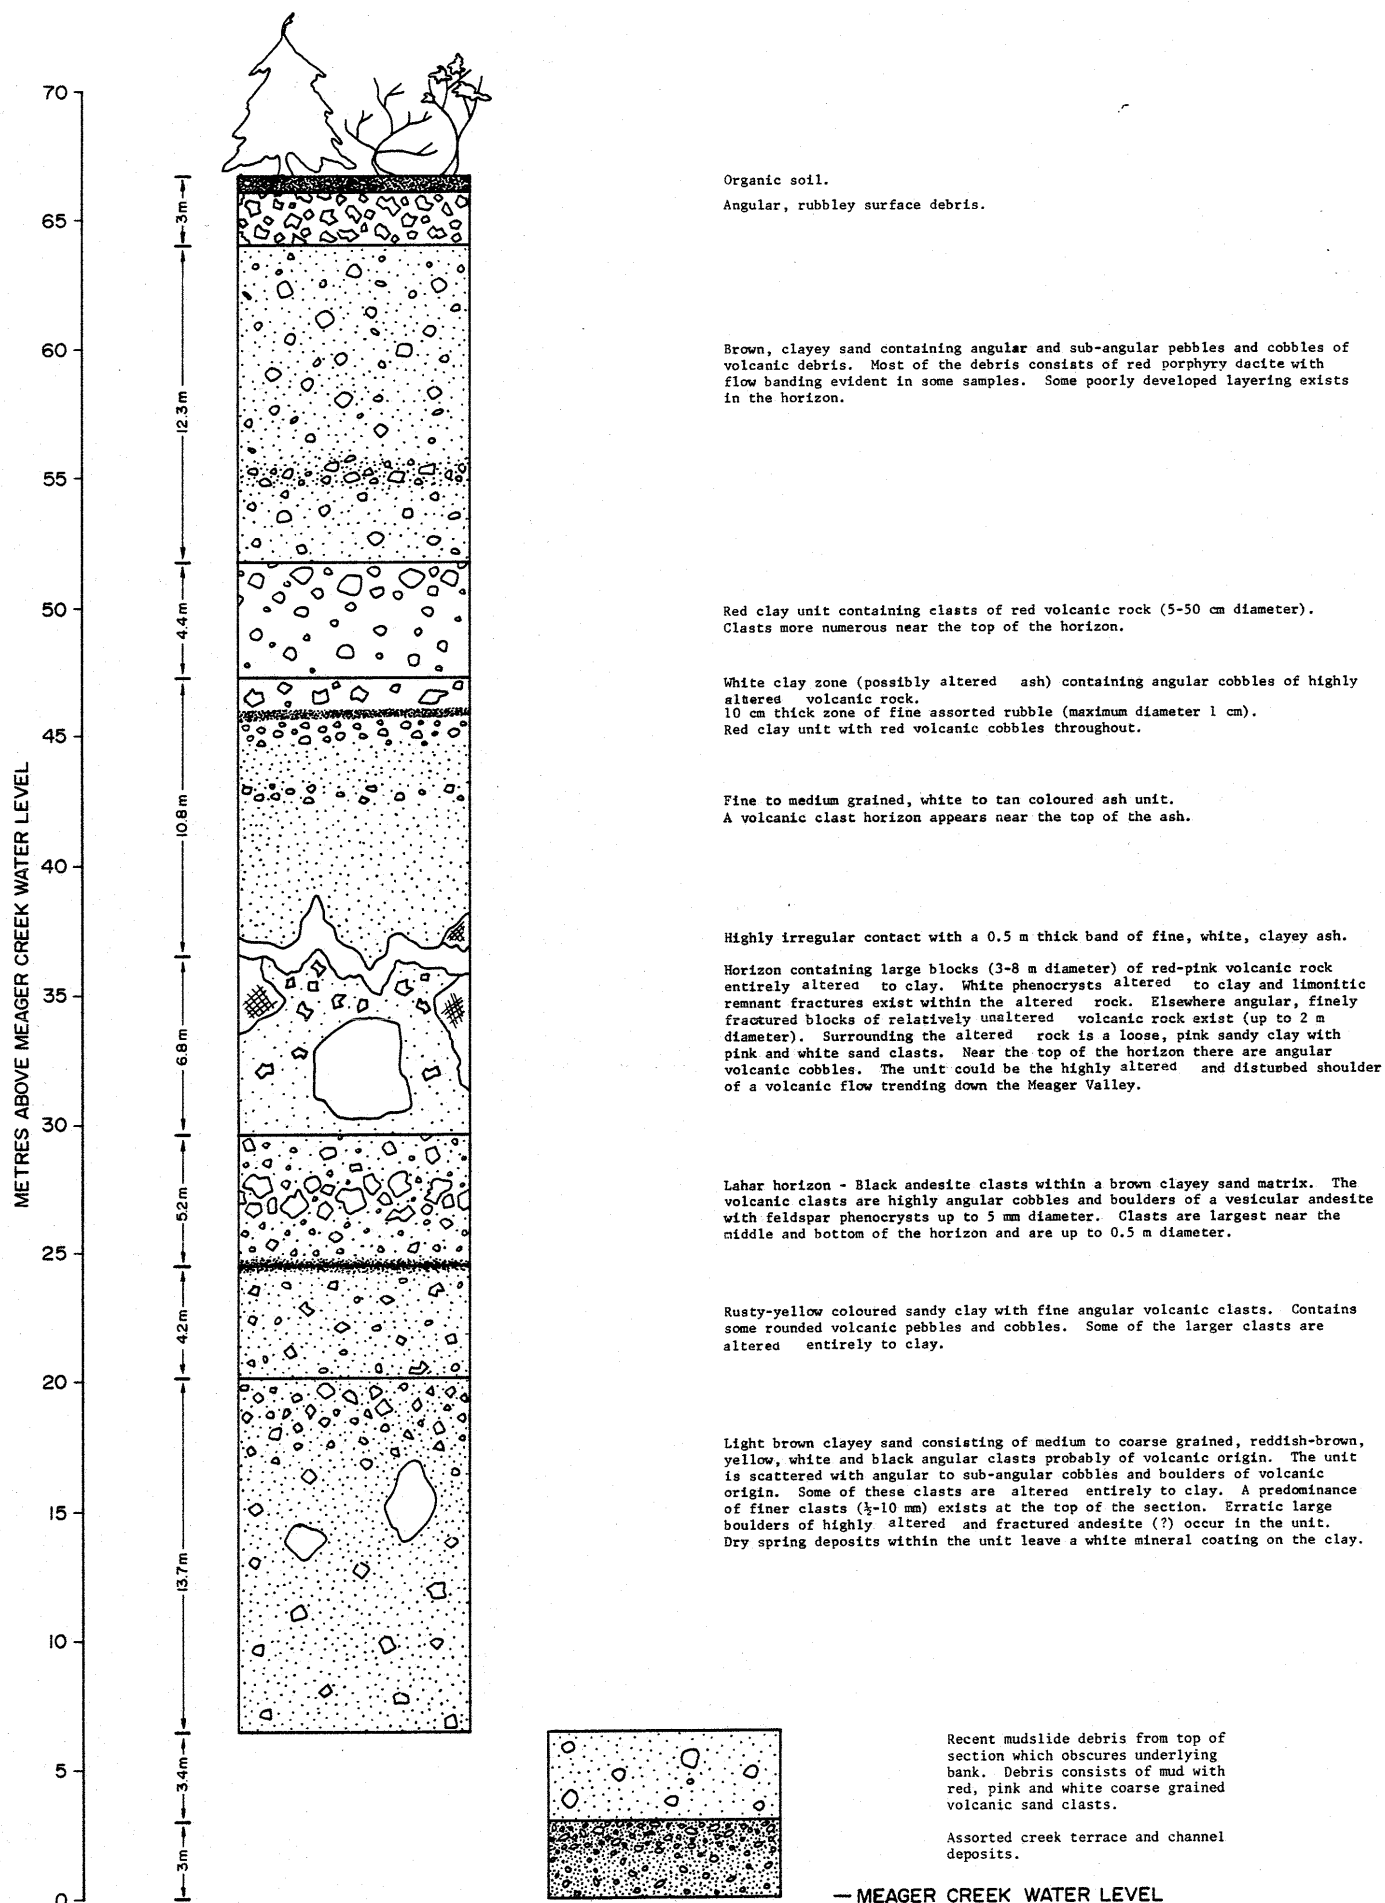 70
65
60
55
50
45
40
35
30
25
20
15
10
5
0
METRES ABOVE MEAGER CREEK WATER LEVEL
3m
12.3m
4.4m
10.8m
6.8m
5.2m
4.2m
13.7m
3.4m
3m
Organic soil.
Angular, rubbley surface debris.
Brown, clayey sand containing angular and sub-angular pebbles and cobbles of
volcanic debris. Most of the debris consists of red porphyry dacite with
flow banding evident in some samples. Some poorly developed layering exists
in the horizon.
Red clay unit containing clasts of red volcanic rock (5-50 cm diameter).
Clasts more numerous near the top of the horizon.
White clay zone (possibly altered ash) containing angular cobbles of highly
altered volcanic rock.
10 cm thick zone of fine assorted rubble (maximum diameter 1 cm).
Red clay unit with red volcanic cobbles throughout.
Fine to medium grained, white to tan coloured ash unit.
A volcanic clast horizon appears near the top of the ash.
Highly irregular contact with a 0.5 m thick band of fine, white, clayey ash.
Horizon containing large blocks (3-8 m diameter) of red-pink volcanic rock
entirely altered to clay. White phenocrysts altered to clay and limonitic
remnant fractures exist within the altered rock. Elsewhere angular, finely
fractured blocks of relatively unaltered volcanic rock exist (up to 2 m
diameter). Surrounding the altered rock is a loose, pink sandy clay with
pink and white sand clasts. Near the top of the horizon there are angular
volcanic cobbles. The unit could be the highly altered and disturbed shoulder
of a volcanic flow trending down the Meager Valley.
Lahar horizon - Black andesite clasts within a brown clayey sand matrix. The
volcanic clasts are highly angular cobbles and boulders of a vesicular andesite
with feldspar phenocrysts up to 5 mm diameter. Clasts are largest near the
middle and bottom of the horizon and are up to 0.5 m diameter.
Rusty-yellow coloured sandy clay with fine angular volcanic clasts. Contains
some rounded volcanic pebbles and cobbles. Some of the larger clasts are
altered entirely to clay.
Light brown clayey sand consisting of medium to coarse grained, reddish-brown,
yellow, white and black angular clasts probably of volcanic origin. The unit
is scattered with angular to sub-angular cobbles and boulders of volcanic
origin. Some of these clasts are altered entirely to clay. A predominance
of finer clasts (½-10 mm) exists at the top of the section. Erratic large
boulders of highly altered and fractured andesite (?) occur in the unit.
Dry spring deposits within the unit leave a white mineral coating on the clay.
Recent mudslide debris from top of
section which obscures underlying
bank. Debris consists of mud with
red, pink and white coarse grained
volcanic sand clasts.
Assorted creek terrace and channel
deposits.
— MEAGER CREEK WATER LEVEL